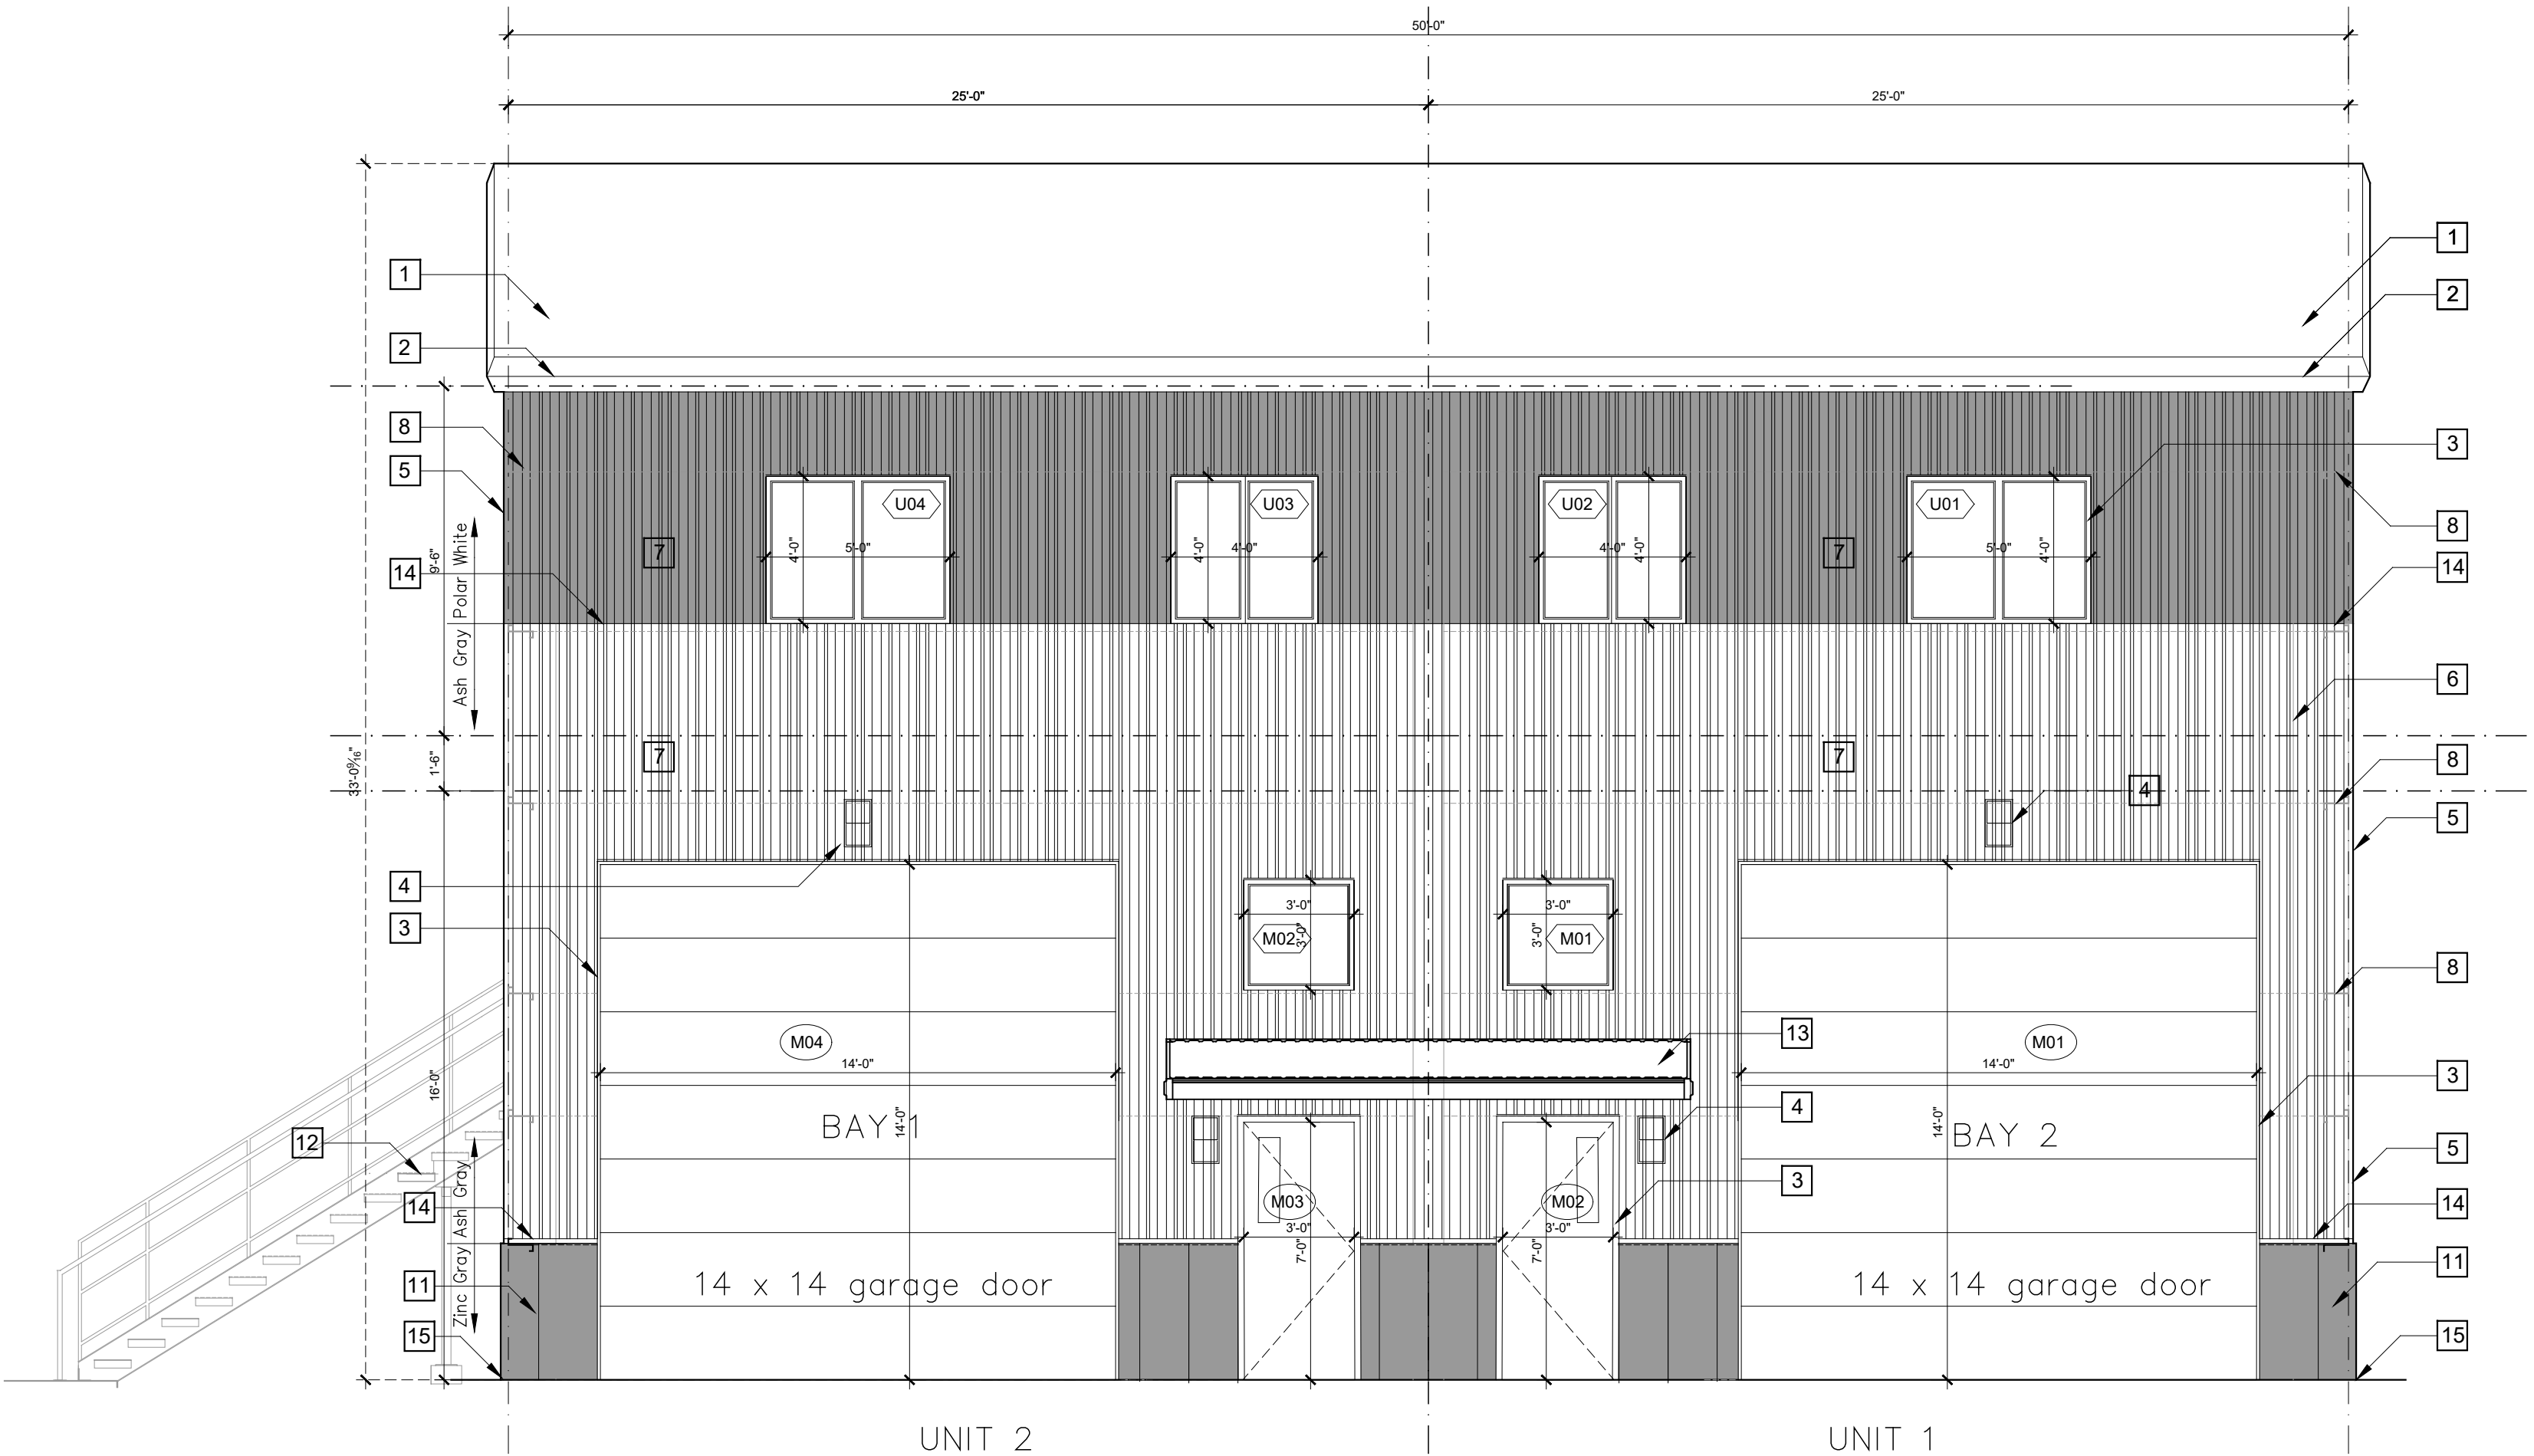 50'-0"
25'-0" 25'-0"
1 1
2 2
8 3
5 U04 U03 U02 U01
8
4'-0" 5'-0" 4'-0" 4'-0" 4'-0" 4'-0" 5'-0" 4'-0"
7 7
14 9'-6" 14
Ash Gray Polar White
6
33'-0 9/16" 1'-6" 7 7 8
4
5
4
3 3'-0" 3'-0"
M02 3'-0" 3'-0" M01
8
M04 13 M01
14'-0" 14'-0"
16'-0" 3
4
BAY 1 14'-0" 14'-0" BAY 2
12 5
Zinc Gray Ash Gray
3
14 M03 M02 14
3'-0" 3'-0"
7'-0" 7'-0"
11 11
14 x 14 garage door 14 x 14 garage door
15 15
UNIT 2 UNIT 1